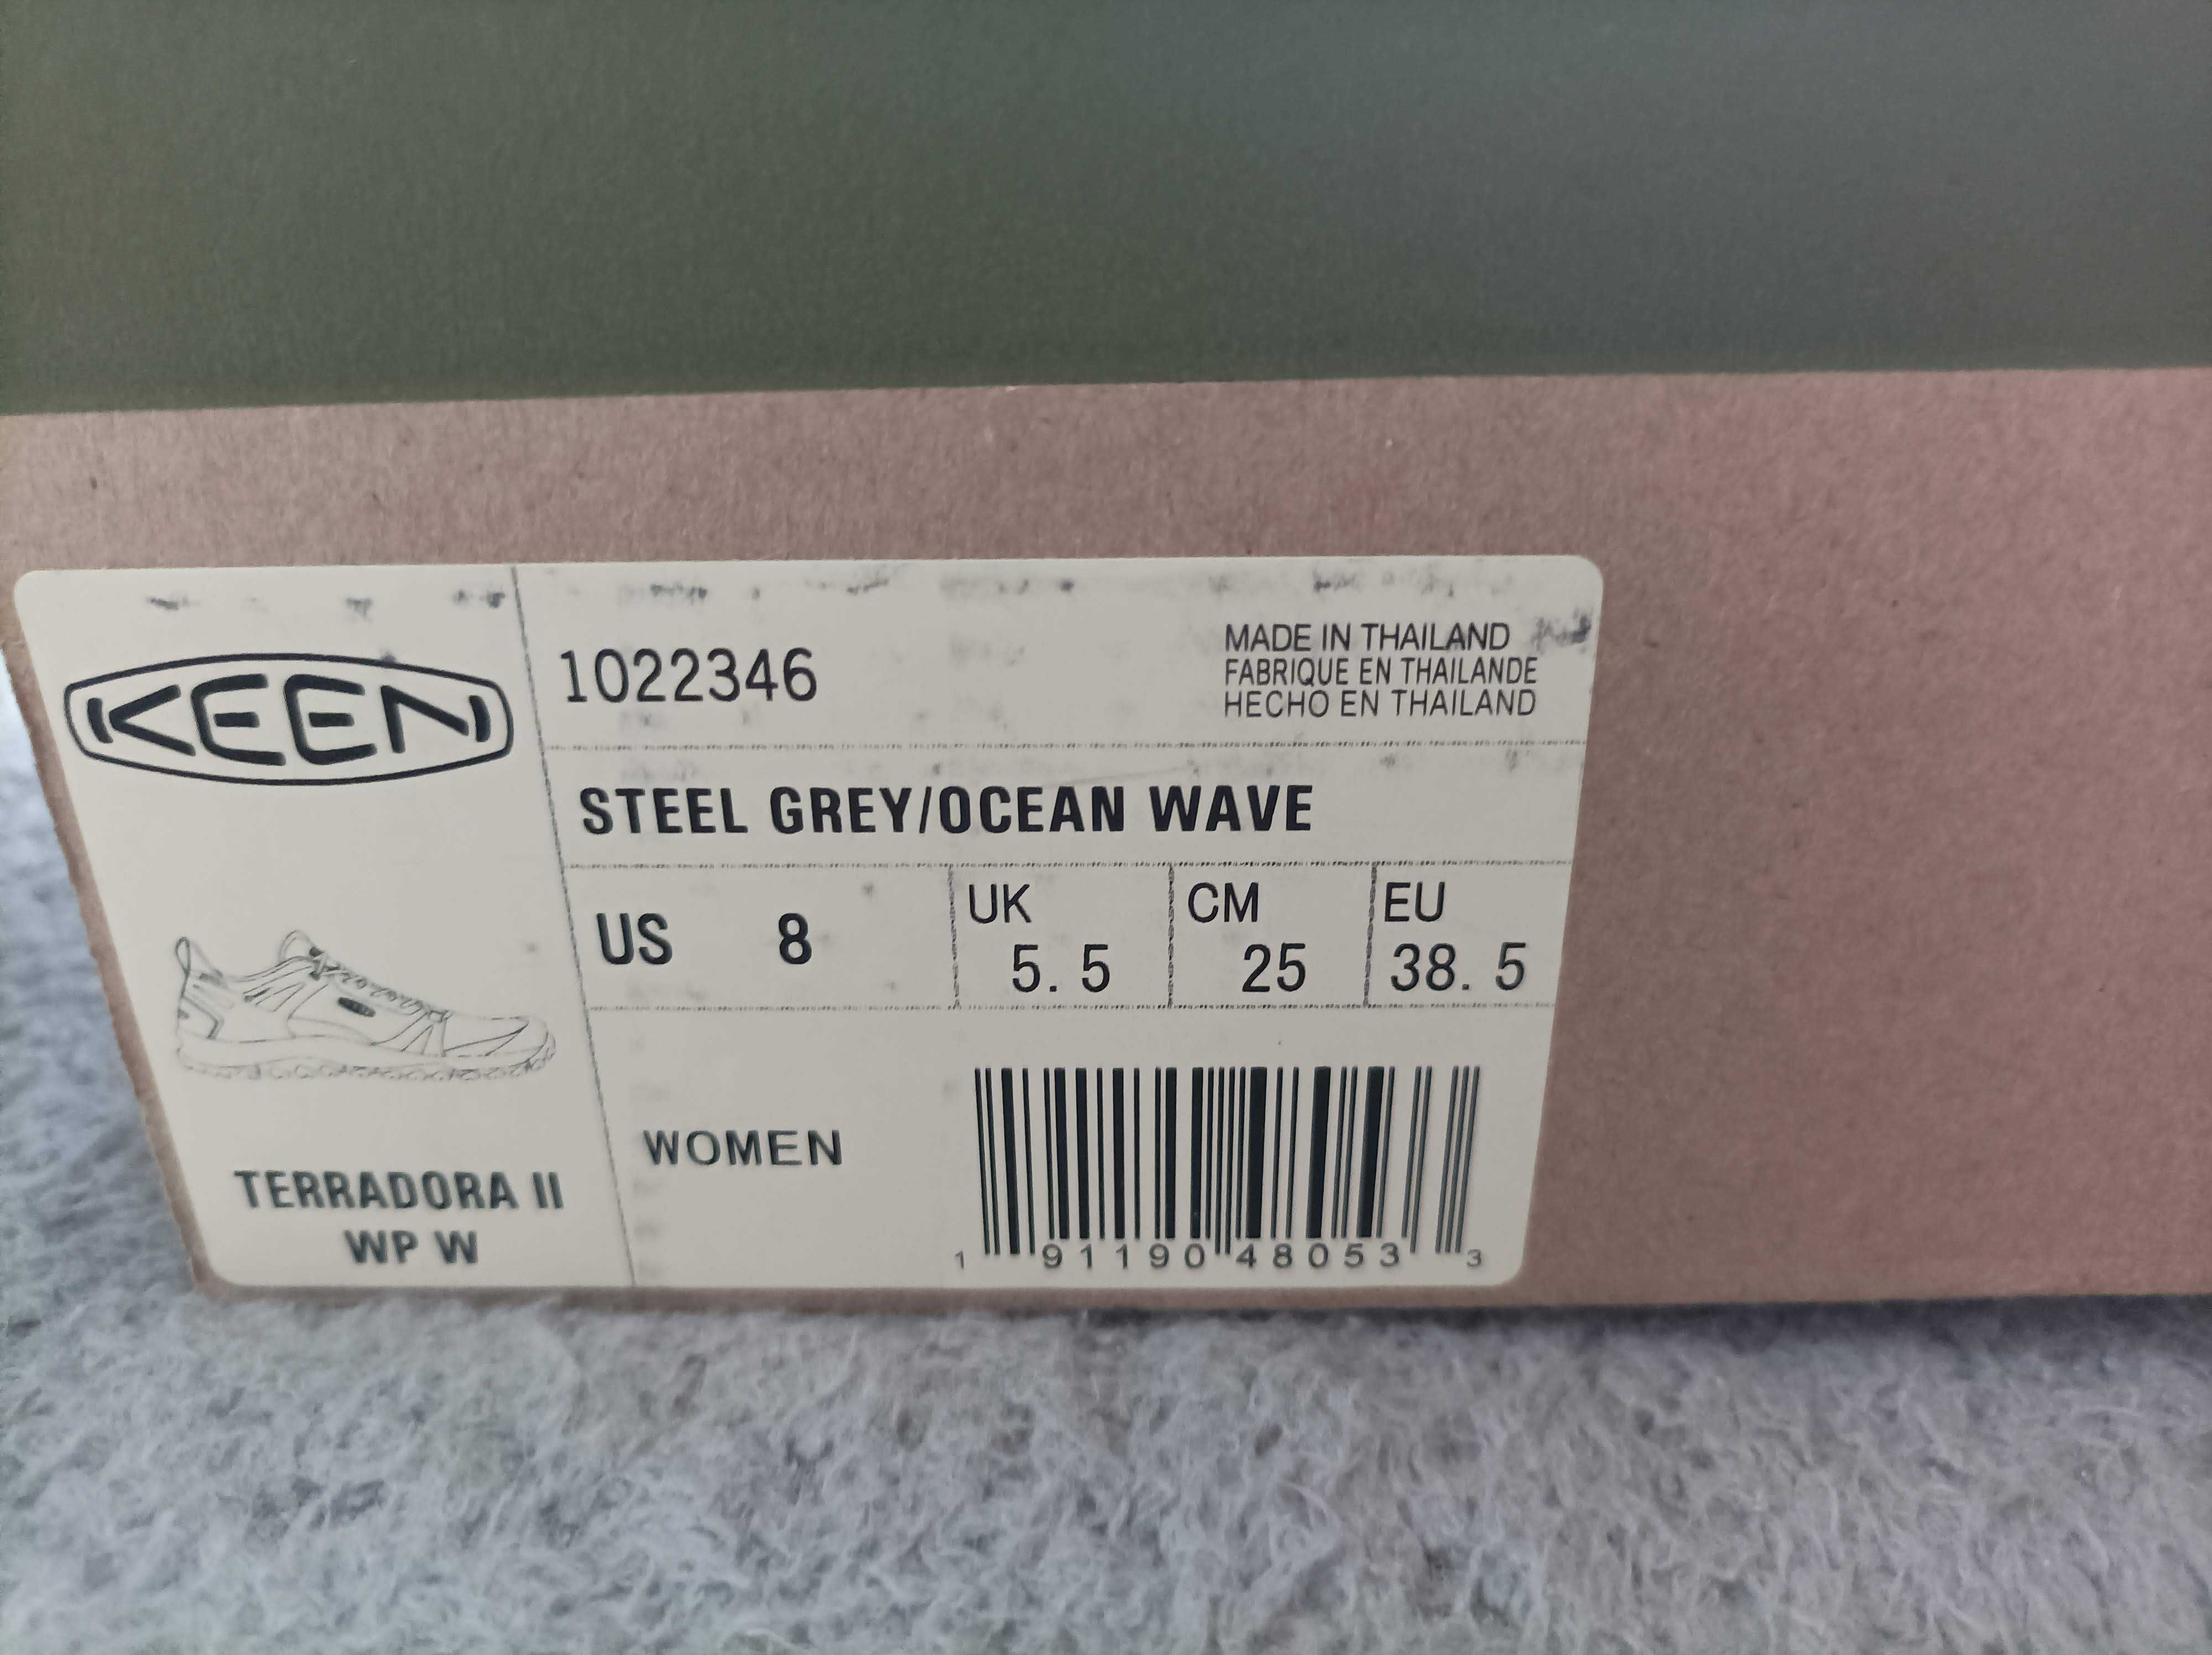 KEEN
1022346
MADE IN THAILAND
FABRIQUE EN THAILANDE
HECHO EN THAILAND
STEEL GREY/OCEAN WAVE
US 8
UK 5.5
CM 25
EU 38.5
WOMEN
TERRADORA II
WP W
1 91190 48053 3